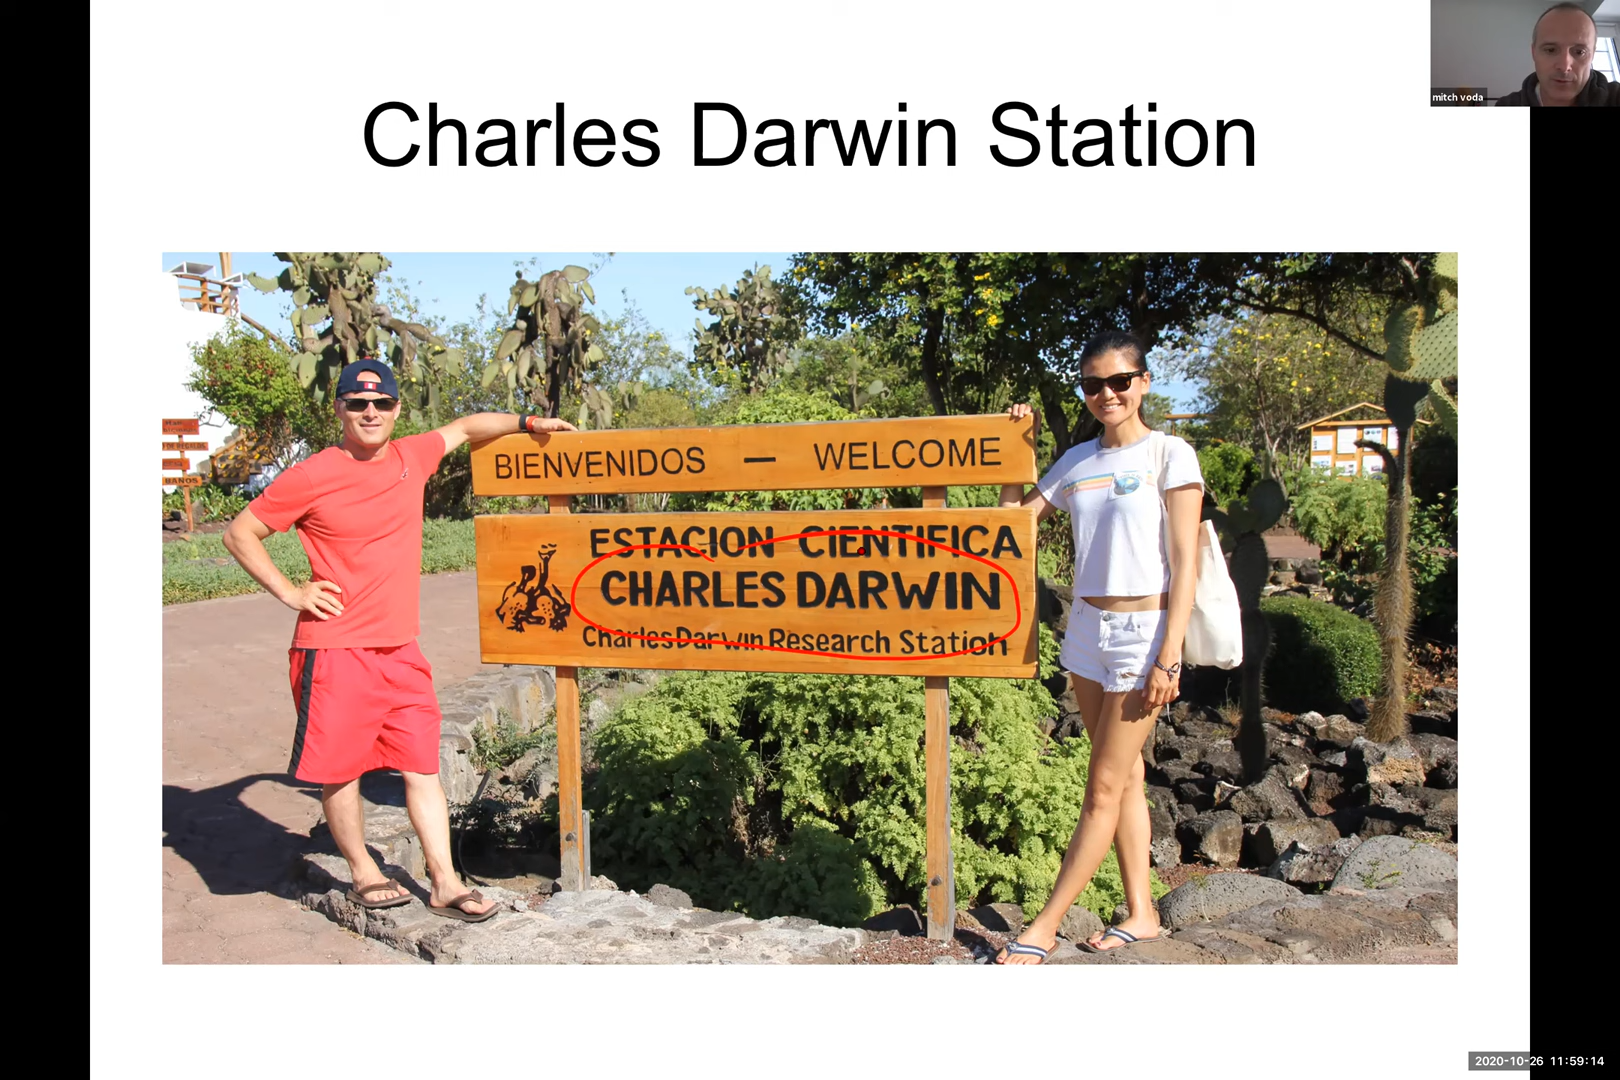 mitch voda
Charles Darwin Station
BIENVENIDOS — WELCOME
ESTACION CIENTIFICA
CHARLES DARWIN
Charles Darwin Research Station
BAÑOS
2020-10-26 11:59:14